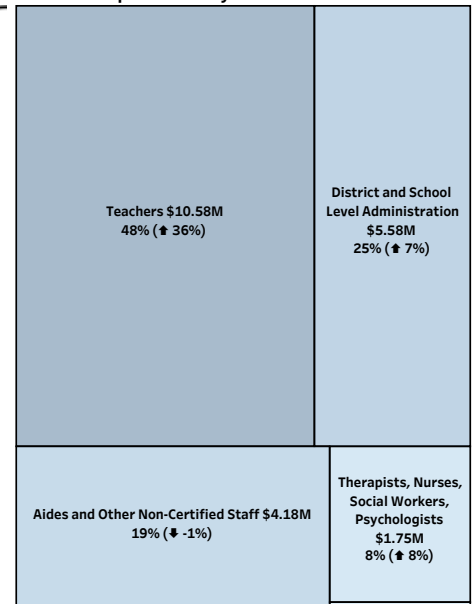 Teachers $10.58M
48% (⬆ 36%)
District and School
Level Administration
$5.58M
25% (⬆ 7%)
Aides and Other Non-Certified Staff $4.18M
19% (⬇ -1%)
Therapists, Nurses,
Social Workers,
Psychologists
$1.75M
8% (⬆ 8%)